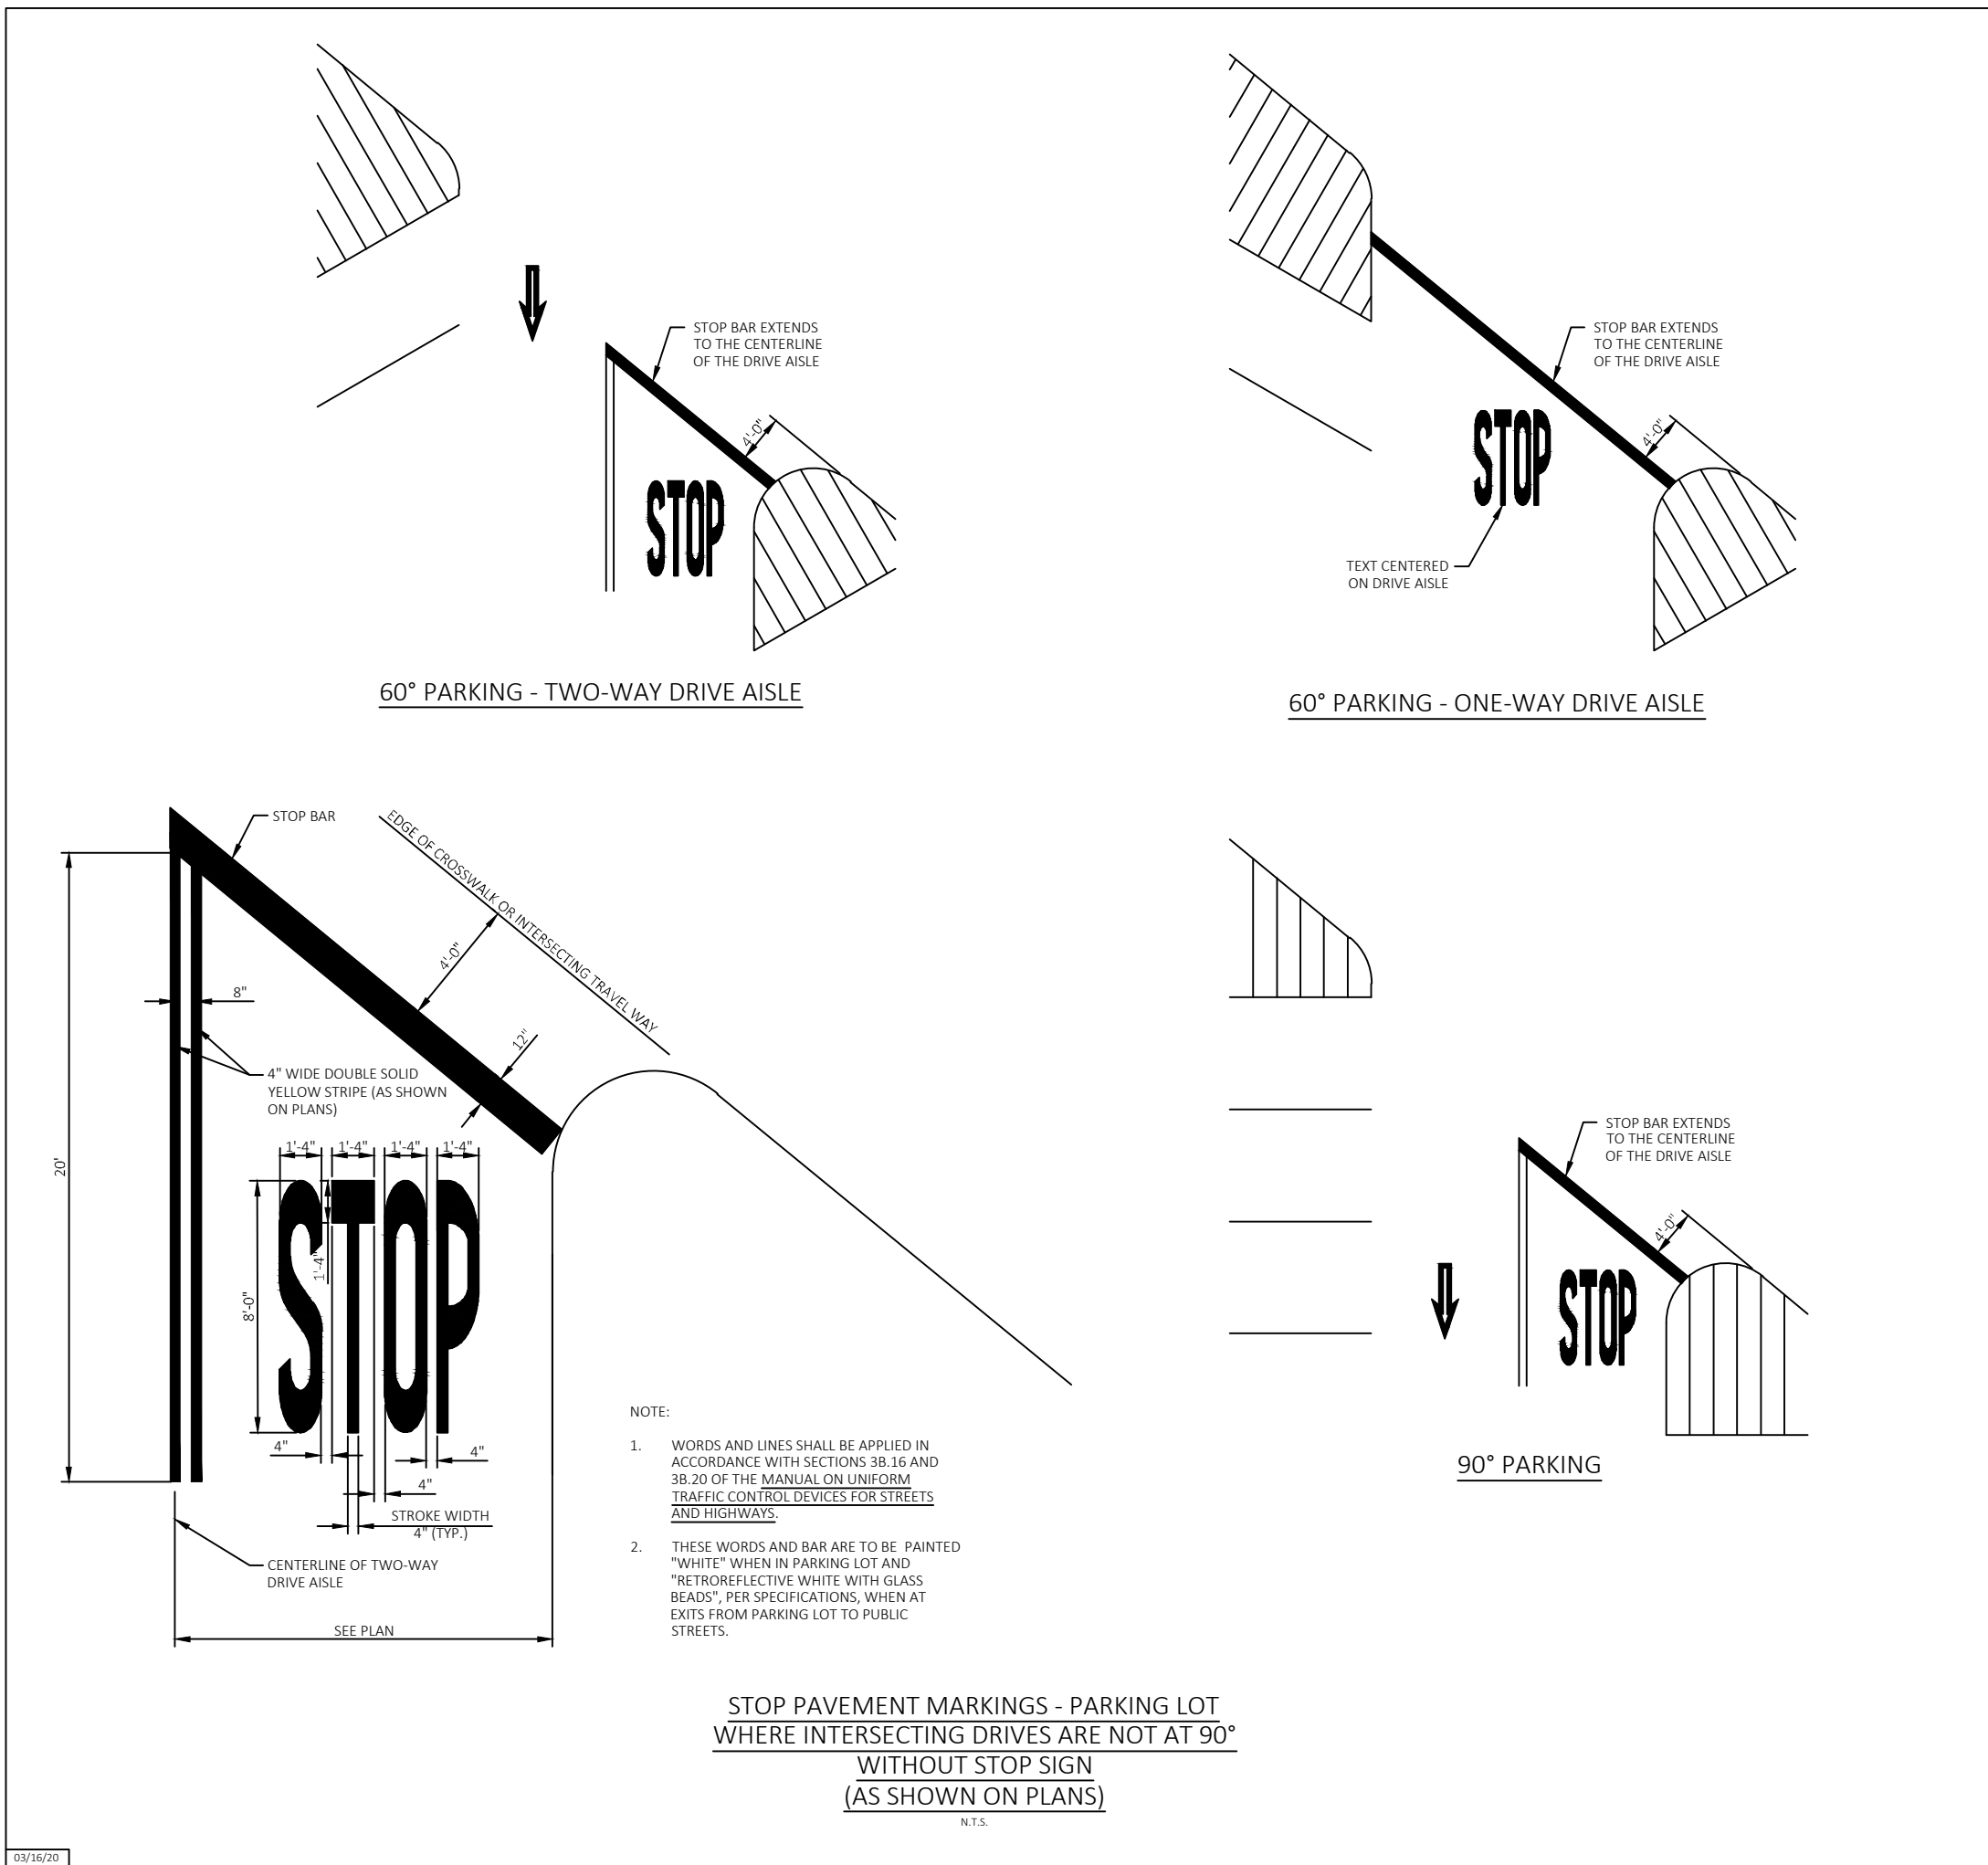 STOP BAR EXTENDS
TO THE CENTERLINE
OF THE DRIVE AISLE
4'-0"
STOP
60° PARKING - TWO-WAY DRIVE AISLE
STOP BAR EXTENDS
TO THE CENTERLINE
OF THE DRIVE AISLE
4'-0"
STOP
TEXT CENTERED
ON DRIVE AISLE
60° PARKING - ONE-WAY DRIVE AISLE
STOP BAR
EDGE OF CROSSWALK OR INTERSECTING TRAVEL WAY
4'-0"
8"
12"
4" WIDE DOUBLE SOLID
YELLOW STRIPE (AS SHOWN
ON PLANS)
20'
1'-4" 1'-4" 1'-4" 1'-4"
1'-4"
8'-0"
STOP
4" 4"
4"
STROKE WIDTH
4" (TYP.)
CENTERLINE OF TWO-WAY
DRIVE AISLE
SEE PLAN
NOTE:
1. WORDS AND LINES SHALL BE APPLIED IN
ACCORDANCE WITH SECTIONS 3B.16 AND
3B.20 OF THE MANUAL ON UNIFORM
TRAFFIC CONTROL DEVICES FOR STREETS
AND HIGHWAYS.
2. THESE WORDS AND BAR ARE TO BE PAINTED
"WHITE" WHEN IN PARKING LOT AND
"RETROREFLECTIVE WHITE WITH GLASS
BEADS", PER SPECIFICATIONS, WHEN AT
EXITS FROM PARKING LOT TO PUBLIC
STREETS.
STOP BAR EXTENDS
TO THE CENTERLINE
OF THE DRIVE AISLE
4'-0"
STOP
90° PARKING
STOP PAVEMENT MARKINGS - PARKING LOT
WHERE INTERSECTING DRIVES ARE NOT AT 90°
WITHOUT STOP SIGN
(AS SHOWN ON PLANS)
N.T.S.
03/16/20